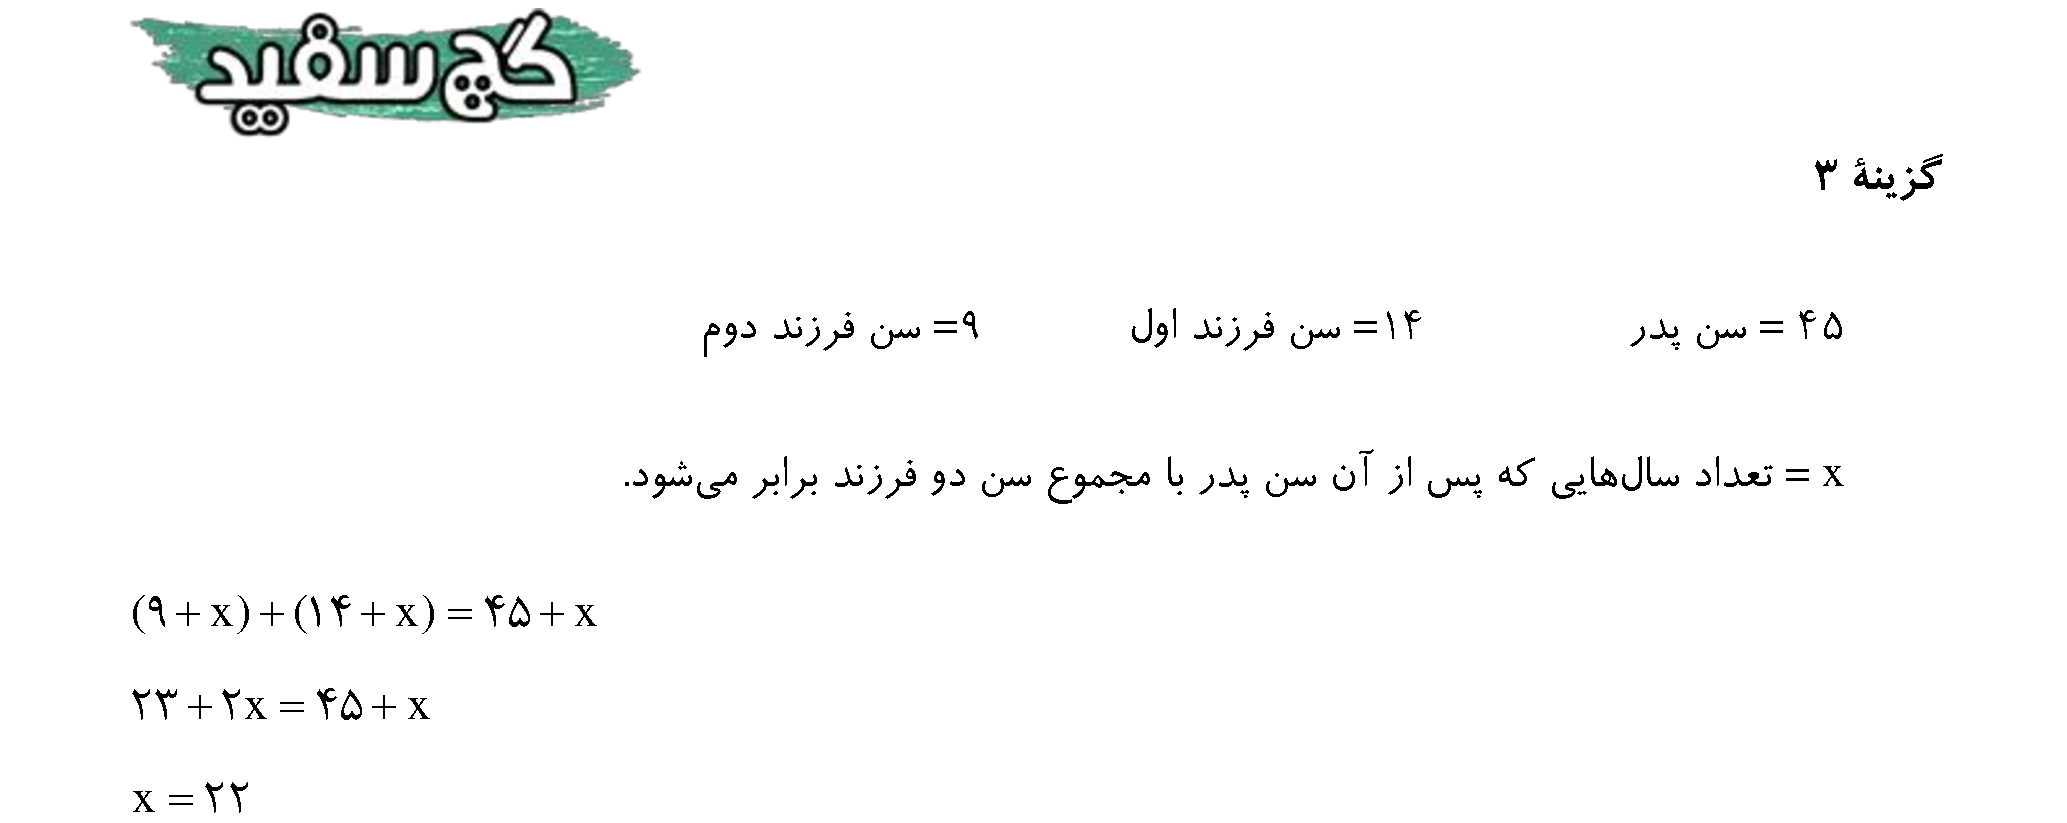 گچ سفید
گزینهٔ ۳
۴۵ = سن پدر ۱۴= سن فرزند اول ۹= سن فرزند دوم
x = تعداد سال‌هایی که پس از آن سن پدر با مجموع سن دو فرزند برابر می‌شود.
(۹ + x) + (۱۴ + x) = ۴۵ + x
۲۳ + ۲x = ۴۵ + x
x = ۲۲